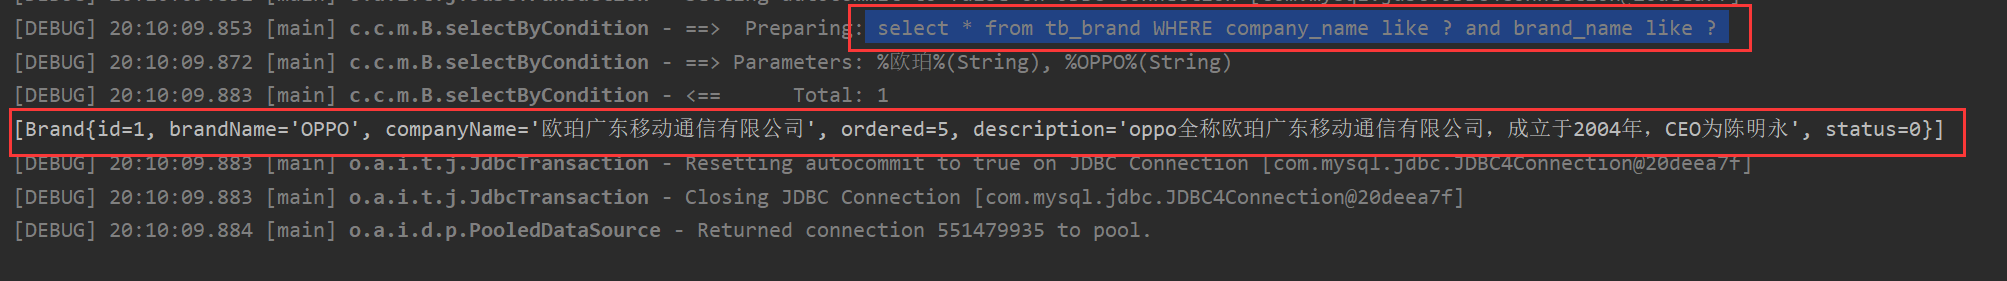 [DEBUG] 20:10:09.853 [main] c.c.m.B.selectByCondition - ==>  Preparing: select * from tb_brand WHERE company_name like ? and brand_name like ?
[DEBUG] 20:10:09.872 [main] c.c.m.B.selectByCondition - ==> Parameters: %欧珀%(String), %OPPO%(String)
[DEBUG] 20:10:09.883 [main] c.c.m.B.selectByCondition - <==      Total: 1
[Brand{id=1, brandName='OPPO', companyName='欧珀广东移动通信有限公司', ordered=5, description='oppo全称欧珀广东移动通信有限公司，成立于2004年，CEO为陈明永', status=0}]
[DEBUG] 20:10:09.883 [main] o.a.i.t.j.JdbcTransaction - Resetting autocommit to true on JDBC Connection [com.mysql.jdbc.JDBC4Connection@20deea7f]
[DEBUG] 20:10:09.883 [main] o.a.i.t.j.JdbcTransaction - Closing JDBC Connection [com.mysql.jdbc.JDBC4Connection@20deea7f]
[DEBUG] 20:10:09.884 [main] o.a.i.d.p.PooledDataSource - Returned connection 551479935 to pool.